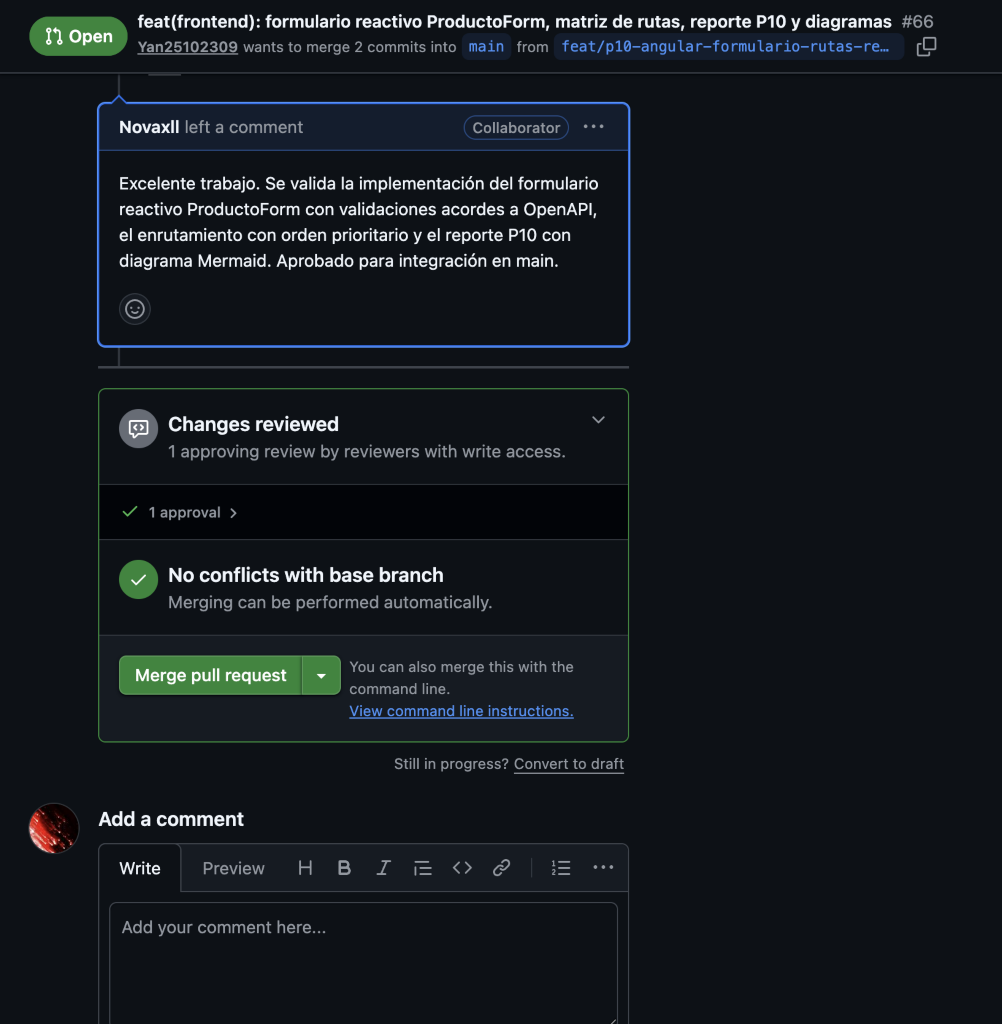 Open
feat(frontend): formulario reactivo ProductoForm, matriz de rutas, reporte P10 y diagramas #66
Yan25102309 wants to merge 2 commits into main from feat/p10-angular-formulario-rutas-re…
Novaxll left a comment
Collaborator
Excelente trabajo. Se valida la implementación del formulario
reactivo ProductoForm con validaciones acordes a OpenAPI,
el enrutamiento con orden prioritario y el reporte P10 con
diagrama Mermaid. Aprobado para integración en main.
Changes reviewed
1 approving review by reviewers with write access.
1 approval
No conflicts with base branch
Merging can be performed automatically.
Merge pull request
You can also merge this with the
command line.
View command line instructions.
Still in progress? Convert to draft
Add a comment
Write Preview
Add your comment here...